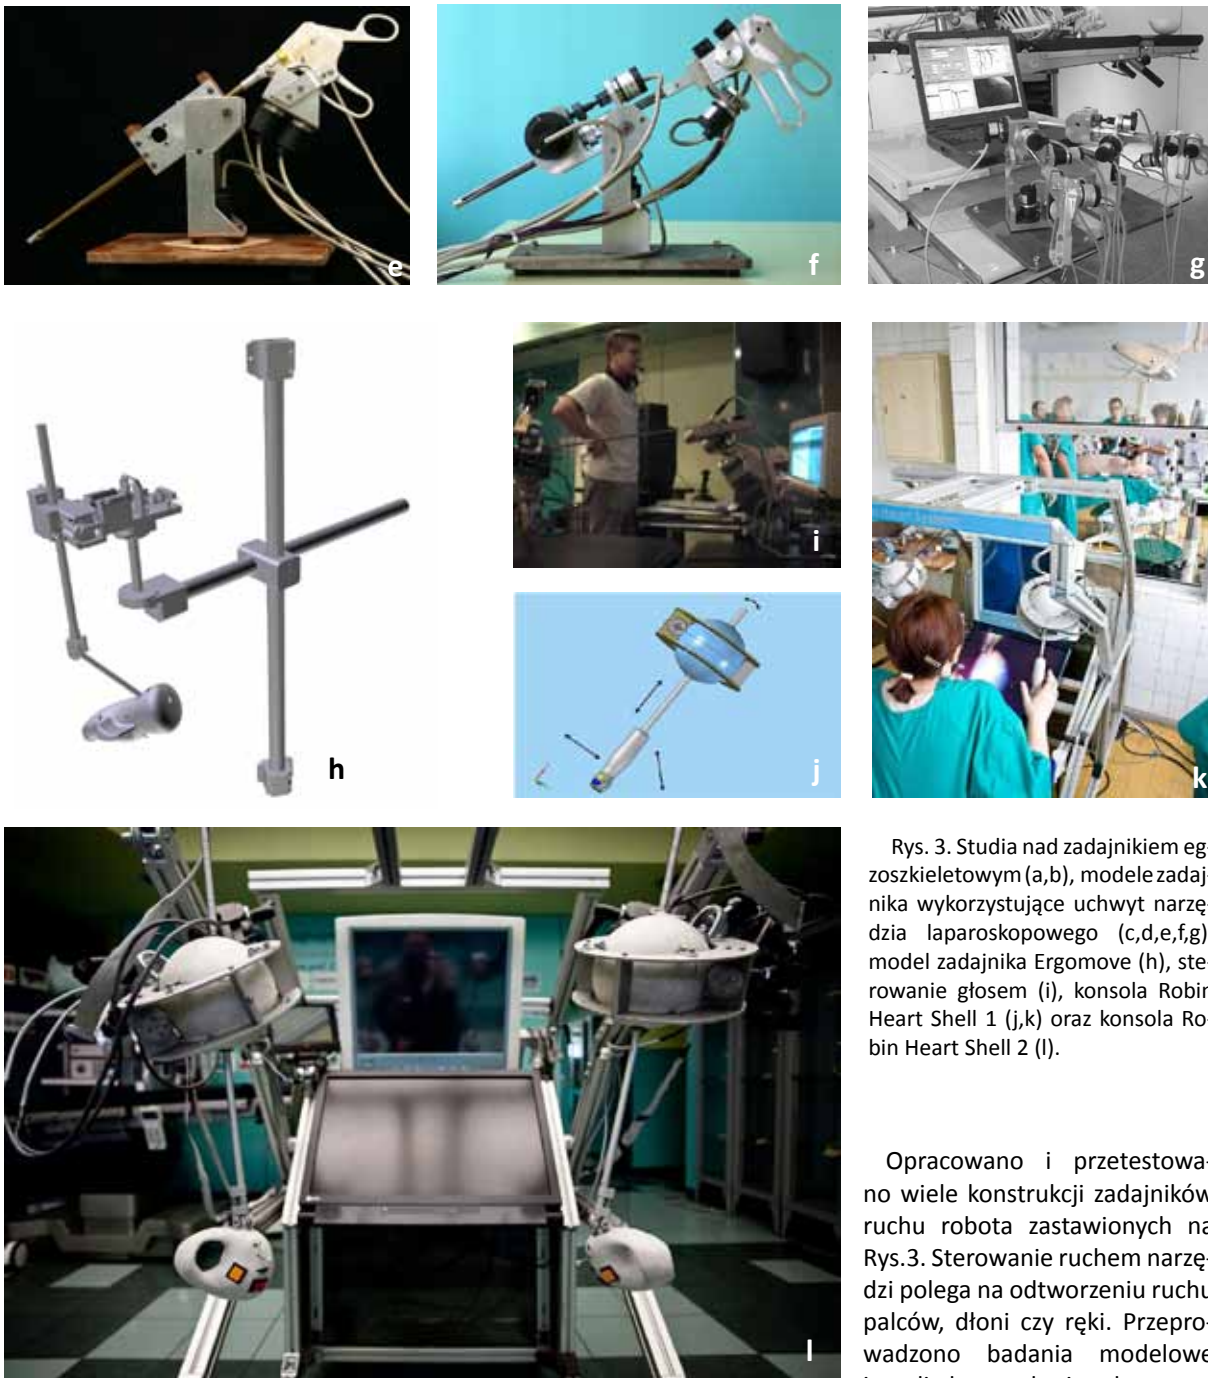 e
f
g
h
i
j
k
l
Rys. 3. Studia nad zadajnikiem eg-
zoszkieletowym (a,b), modele zadaj-
nika wykorzystujące uchwyt narzę-
dzia laparoskopowego (c,d,e,f,g)
model zadajnika Ergomove (h), ste-
rowanie głosem (i), konsola Robin
Heart Shell 1 (j,k) oraz konsola Ro-
bin Heart Shell 2 (l).
Opracowano i przetestowa-
no wiele konstrukcji zadajników
ruchu robota zastawionych na
Rys.3. Sterowanie ruchem narzę-
dzi polega na odtworzeniu ruchu
palców, dłoni czy ręki. Przepro-
wadzono badania modelowe